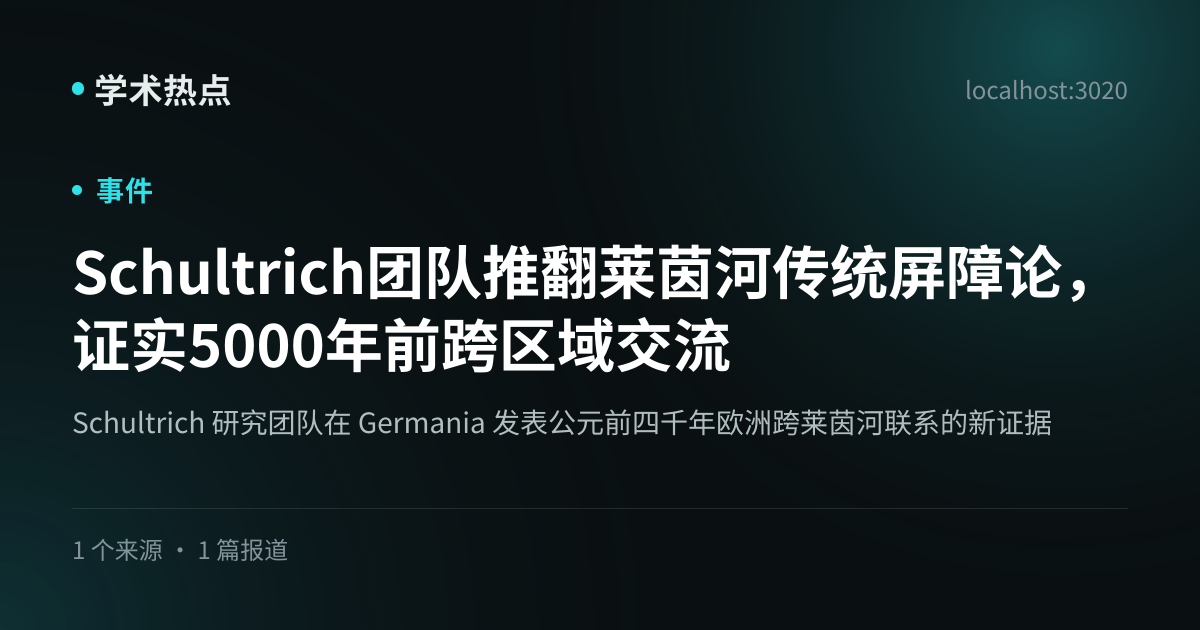 学术热点
localhost:3020
事件
Schultrich团队推翻莱茵河传统屏障论，
证实5000年前跨区域交流
Schultrich 研究团队在 Germania 发表公元前四千年欧洲跨莱茵河联系的新证据
1 个来源 · 1 篇报道